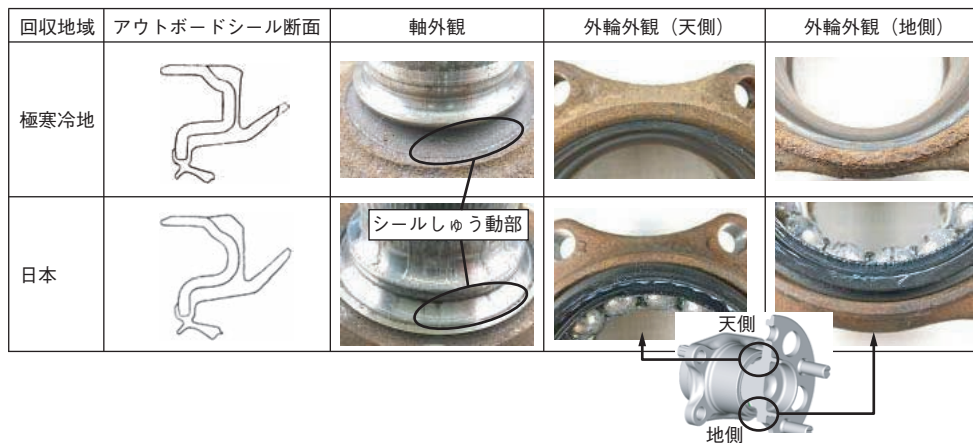 回収地域 アウトボードシール断面 軸外観 外輪外観（天側） 外輪外観（地側）
極寒冷地
シールしゅう動部
日本
天側
地側